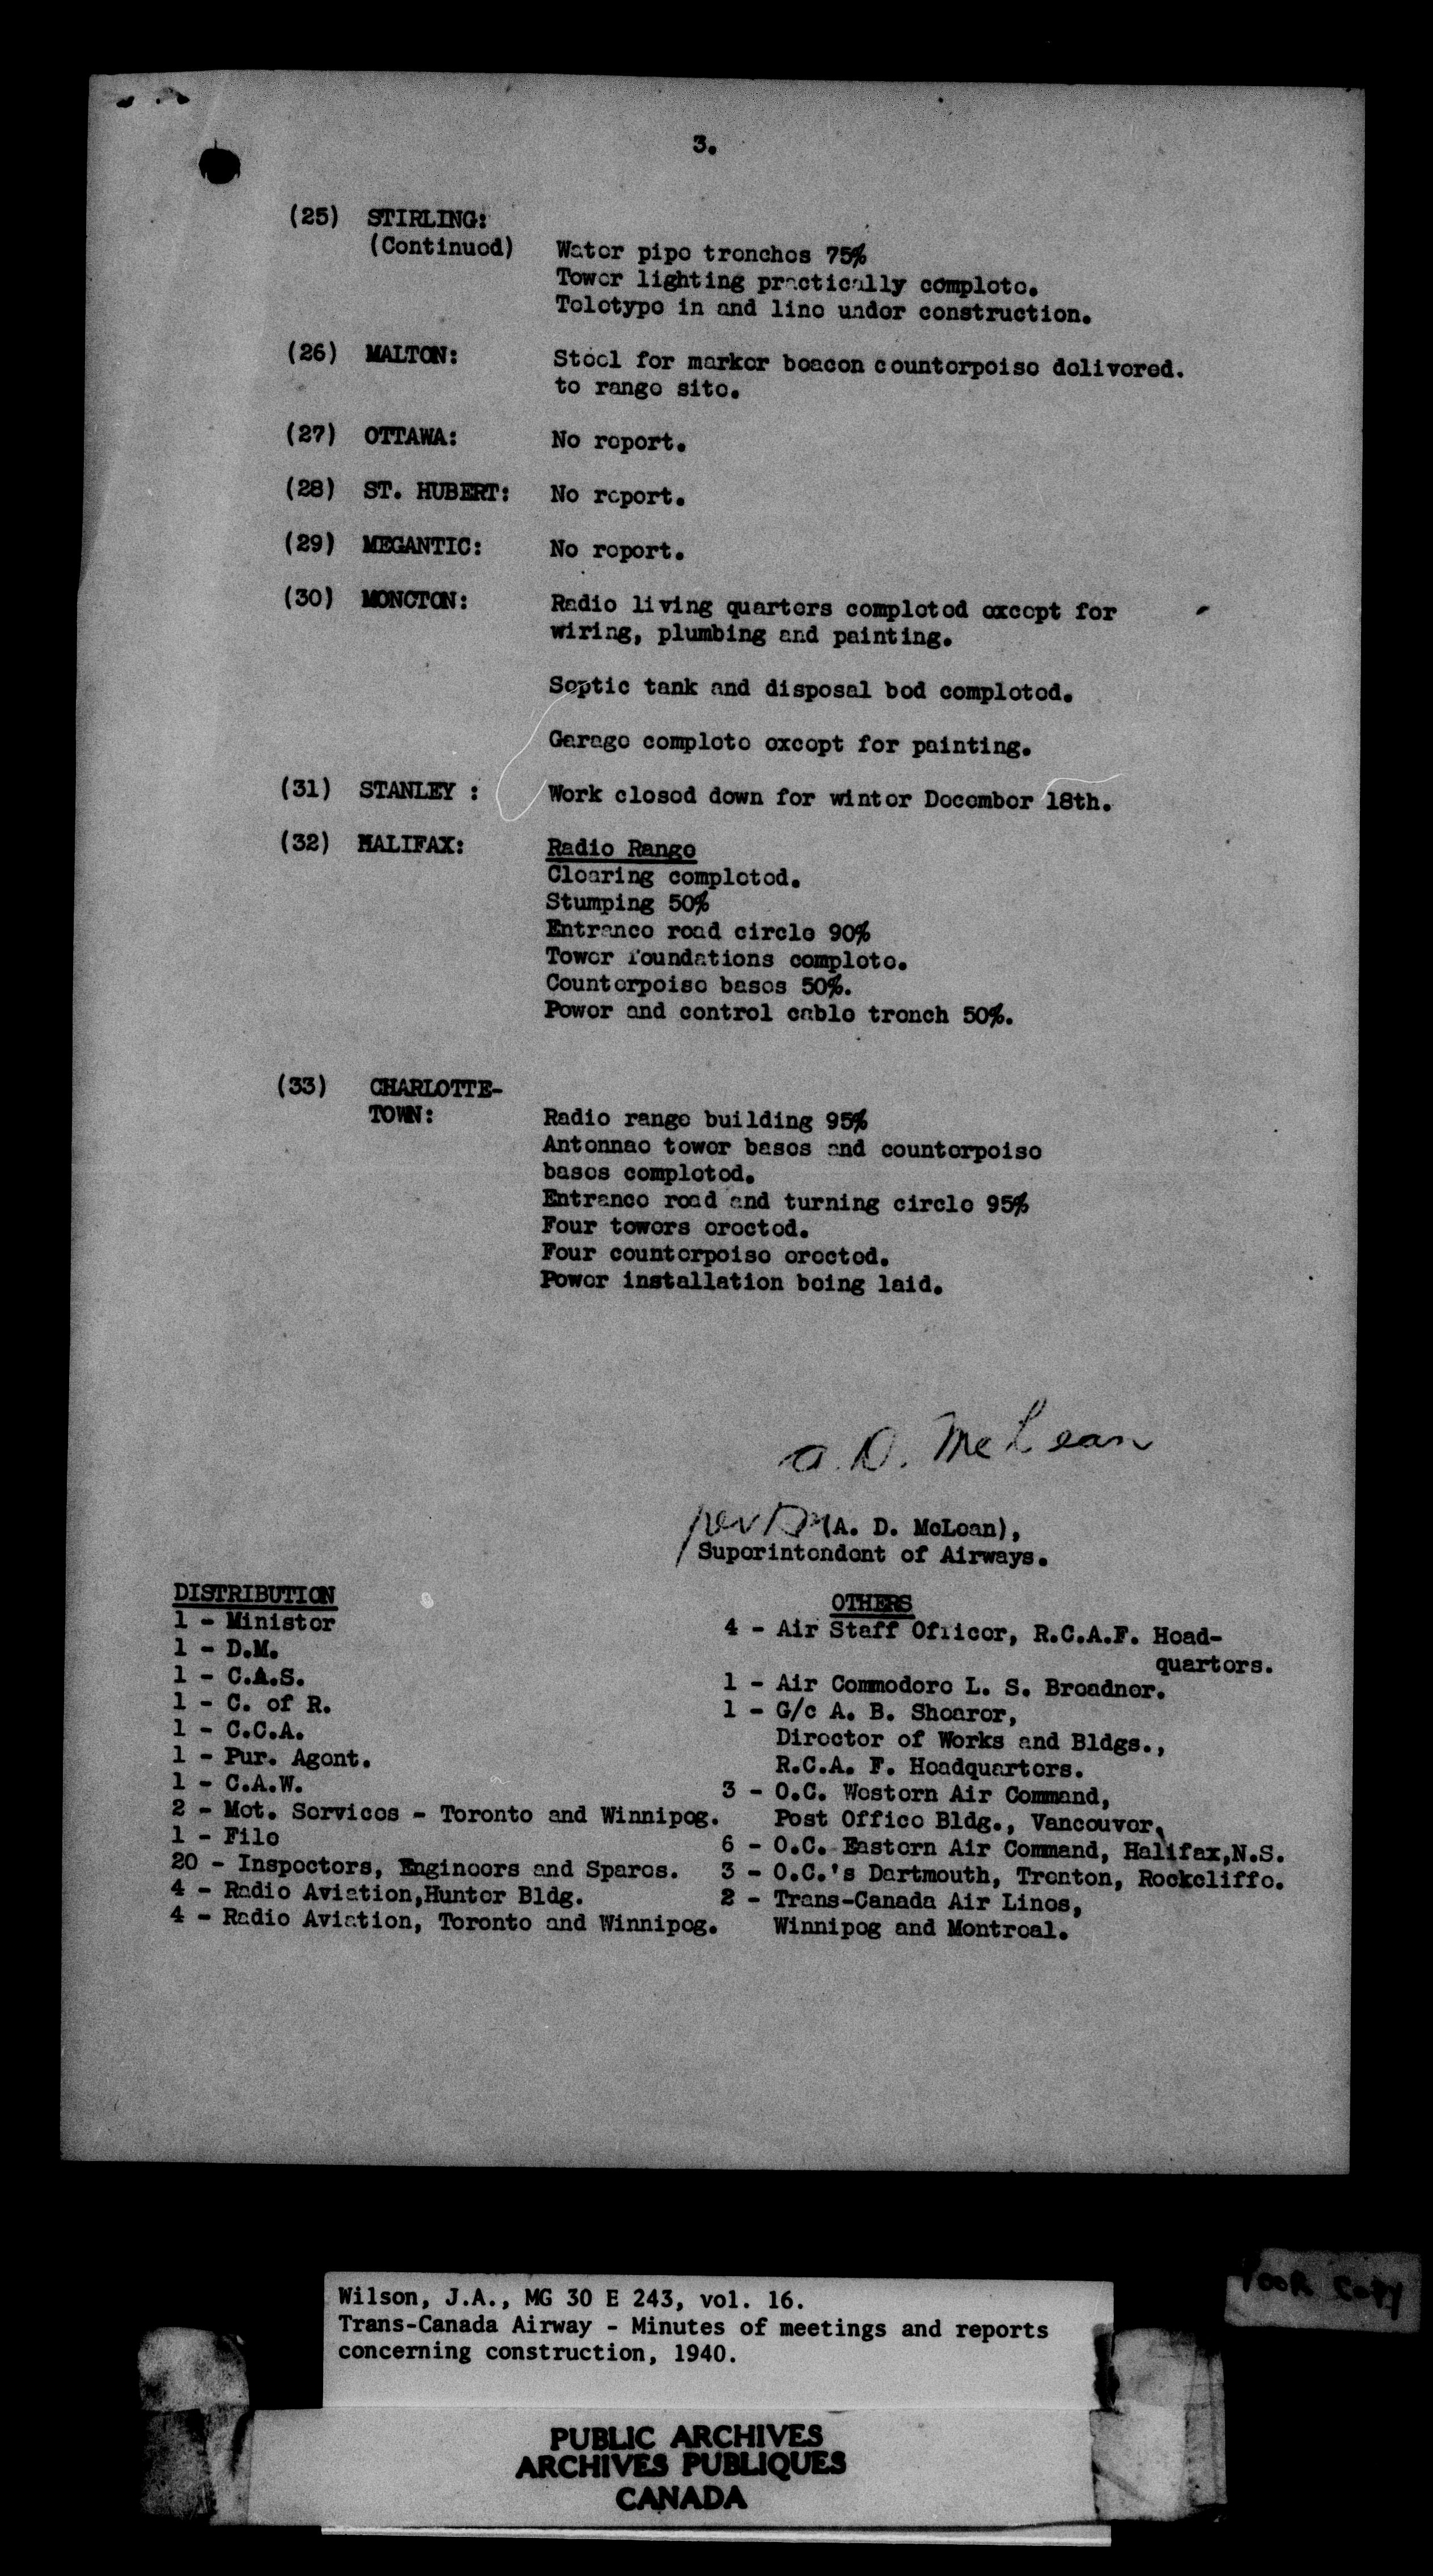 3.
(25) STIRLING:
(Continued) Water pipe trenches 75%
Tower lighting practically complete.
Teletype in and line under construction.
(26) MALTON: Steel for marker beacon counterpoise delivered.
to range site.
(27) OTTAWA: No report.
(28) ST. HUBERT: No report.
(29) MEGANTIC: No report.
(30) MONCTON: Radio living quarters completed except for
wiring, plumbing and painting.
Septic tank and disposal bed completed.
Garage complete except for painting.
(31) STANLEY : Work closed down for winter December 18th.
(32) HALIFAX: Radio Range
Clearing completed.
Stumping 50%
Entrance road circle 90%
Tower foundations complete.
Counterpoise bases 50%.
Power and control cable trench 50%.
(33) CHARLOTTE-
TOWN: Radio range building 95%
Antennae tower bases and counterpoise
bases completed.
Entrance road and turning circle 95%
Four towers erected.
Four counterpoise erected.
Power installation being laid.
A. D. McLean
per (A. D. McLean),
Superintendent of Airways.
DISTRIBUTION
1 - Minister
1 - D.M.
1 - C.A.S.
1 - C. of R.
1 - C.C.A.
1 - Pur. Agent.
1 - C.A.W.
2 - Met. Services - Toronto and Winnipeg.
1 - File
20 - Inspectors, Engineers and Spares.
4 - Radio Aviation,Hunter Bldg.
4 - Radio Aviation, Toronto and Winnipeg.
OTHERS
4 - Air Staff Officer, R.C.A.F. Head-
quarters.
1 - Air Commodore L. S. Breadner.
1 - G/c A. B. Shearer,
Director of Works and Bldgs.,
R.C.A. F. Headquarters.
3 - O.C. Western Air Command,
Post Office Bldg., Vancouver.
6 - O.C. Eastern Air Command, Halifax,N.S.
3 - O.C.'s Dartmouth, Trenton, Rockcliffe.
2 - Trans-Canada Air Lines,
Winnipeg and Montreal.
POOR COPY
Wilson, J.A., MG 30 E 243, vol. 16.
Trans-Canada Airway - Minutes of meetings and reports
concerning construction, 1940.
PUBLIC ARCHIVES
ARCHIVES PUBLIQUES
CANADA